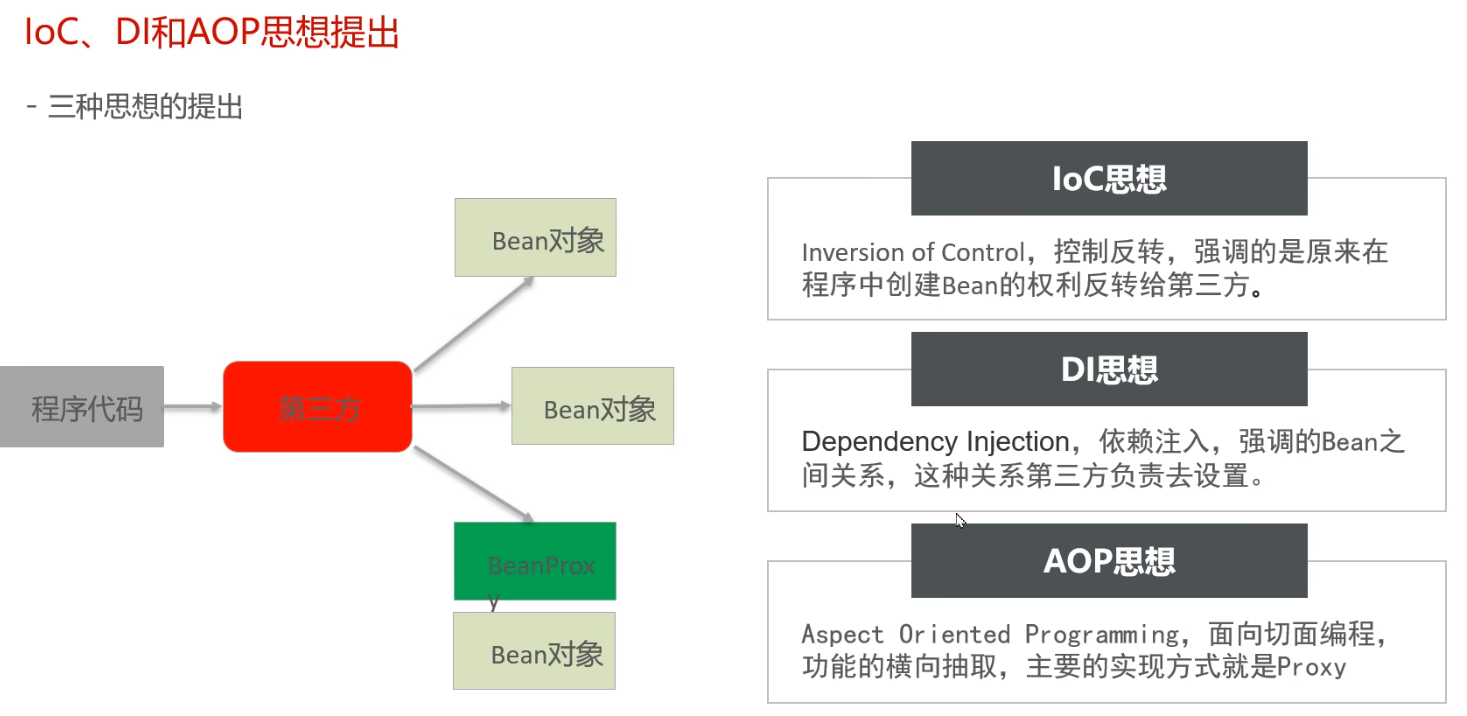 IoC、DI和AOP思想提出
- 三种思想的提出
Bean对象
程序代码
第三方
Bean对象
BeanProx
y
Bean对象
IoC思想
Inversion of Control，控制反转，强调的是原来在
程序中创建Bean的权利反转给第三方。
DI思想
Dependency Injection，依赖注入，强调的Bean之
间关系，这种关系第三方负责去设置。
AOP思想
Aspect Oriented Programming，面向切面编程，
功能的横向抽取，主要的实现方式就是Proxy